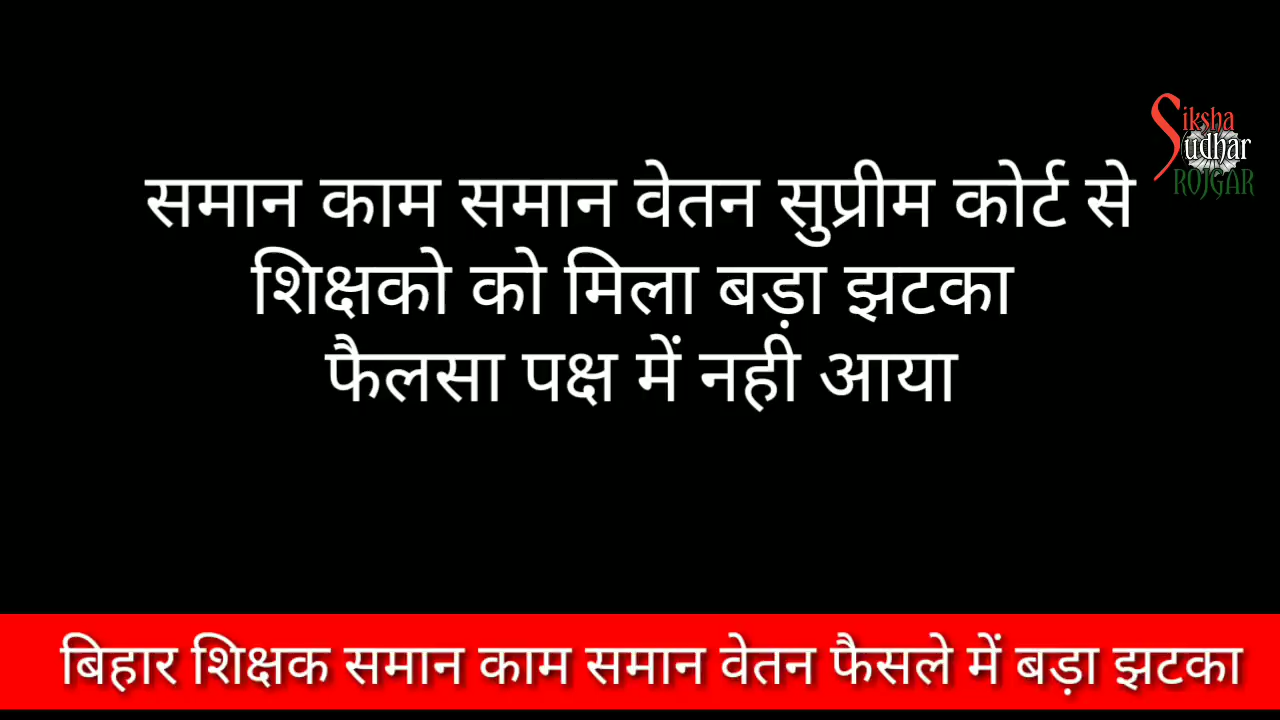 Siksha
Sudhar
ROJGAR
समान काम समान वेतन सुप्रीम कोर्ट से
शिक्षको को मिला बड़ा झटका
फैलसा पक्ष में नही आया
बिहार शिक्षक समान काम समान वेतन फैसले में बड़ा झटका